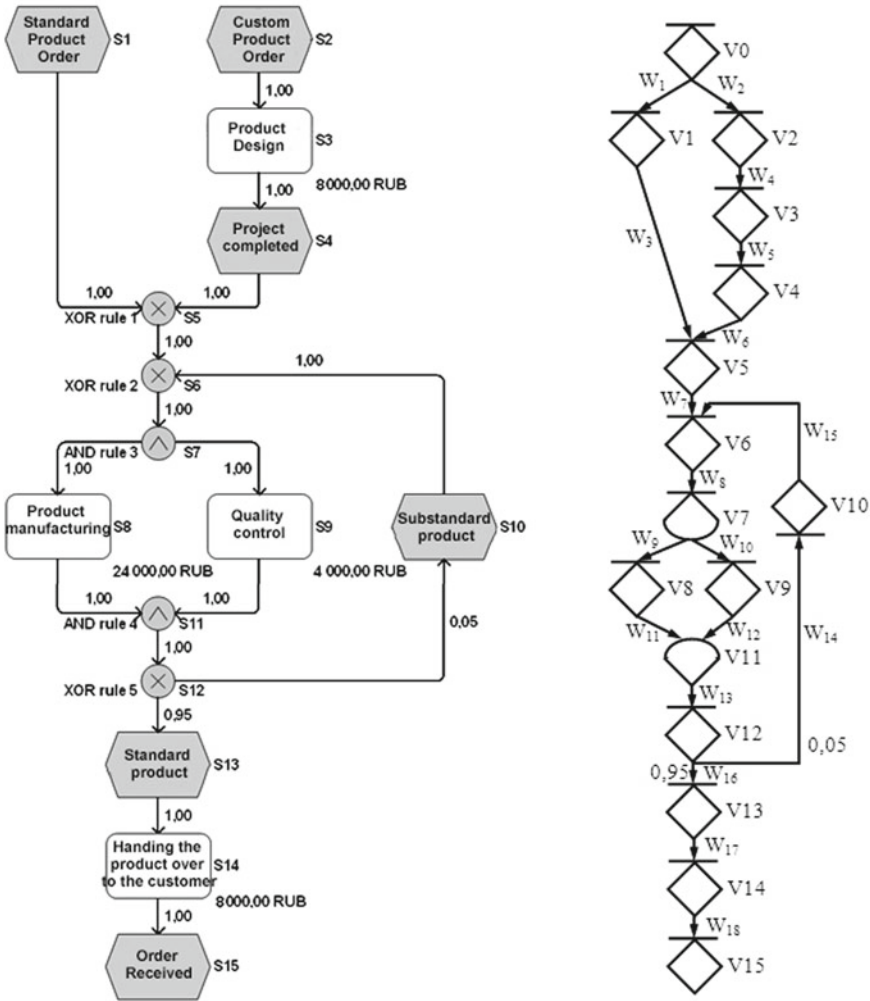 Standard
Product
Order
S1
Custom
Product
Order
S2
1,00
Product
Design
S3
1,00
8000,00 RUB
Project
completed
S4
1,00
1,00
XOR rule 1
S5
1,00
1,00
XOR rule 2
S6
1,00
AND rule 3
S7
1,00
1,00
Product
manufacturing
S8
Quality
control
S9
Substandard
product
S10
24 000,00 RUB
4 000,00 RUB
1,00
1,00
0,05
AND rule 4
S11
1,00
XOR rule 5
S12
0,95
Standard
product
S13
1,00
Handing the
product over
to the customer
S14
8000,00 RUB
1,00
Order
Received
S15
V0
W1
W2
V1
V2
W4
V3
W3
W5
V4
W6
V5
W7
W15
V6
W8
V10
V7
W9
W10
V8
V9
W11
W12
W14
V11
W13
V12
0,05
0,95
W16
V13
W17
V14
W18
V15